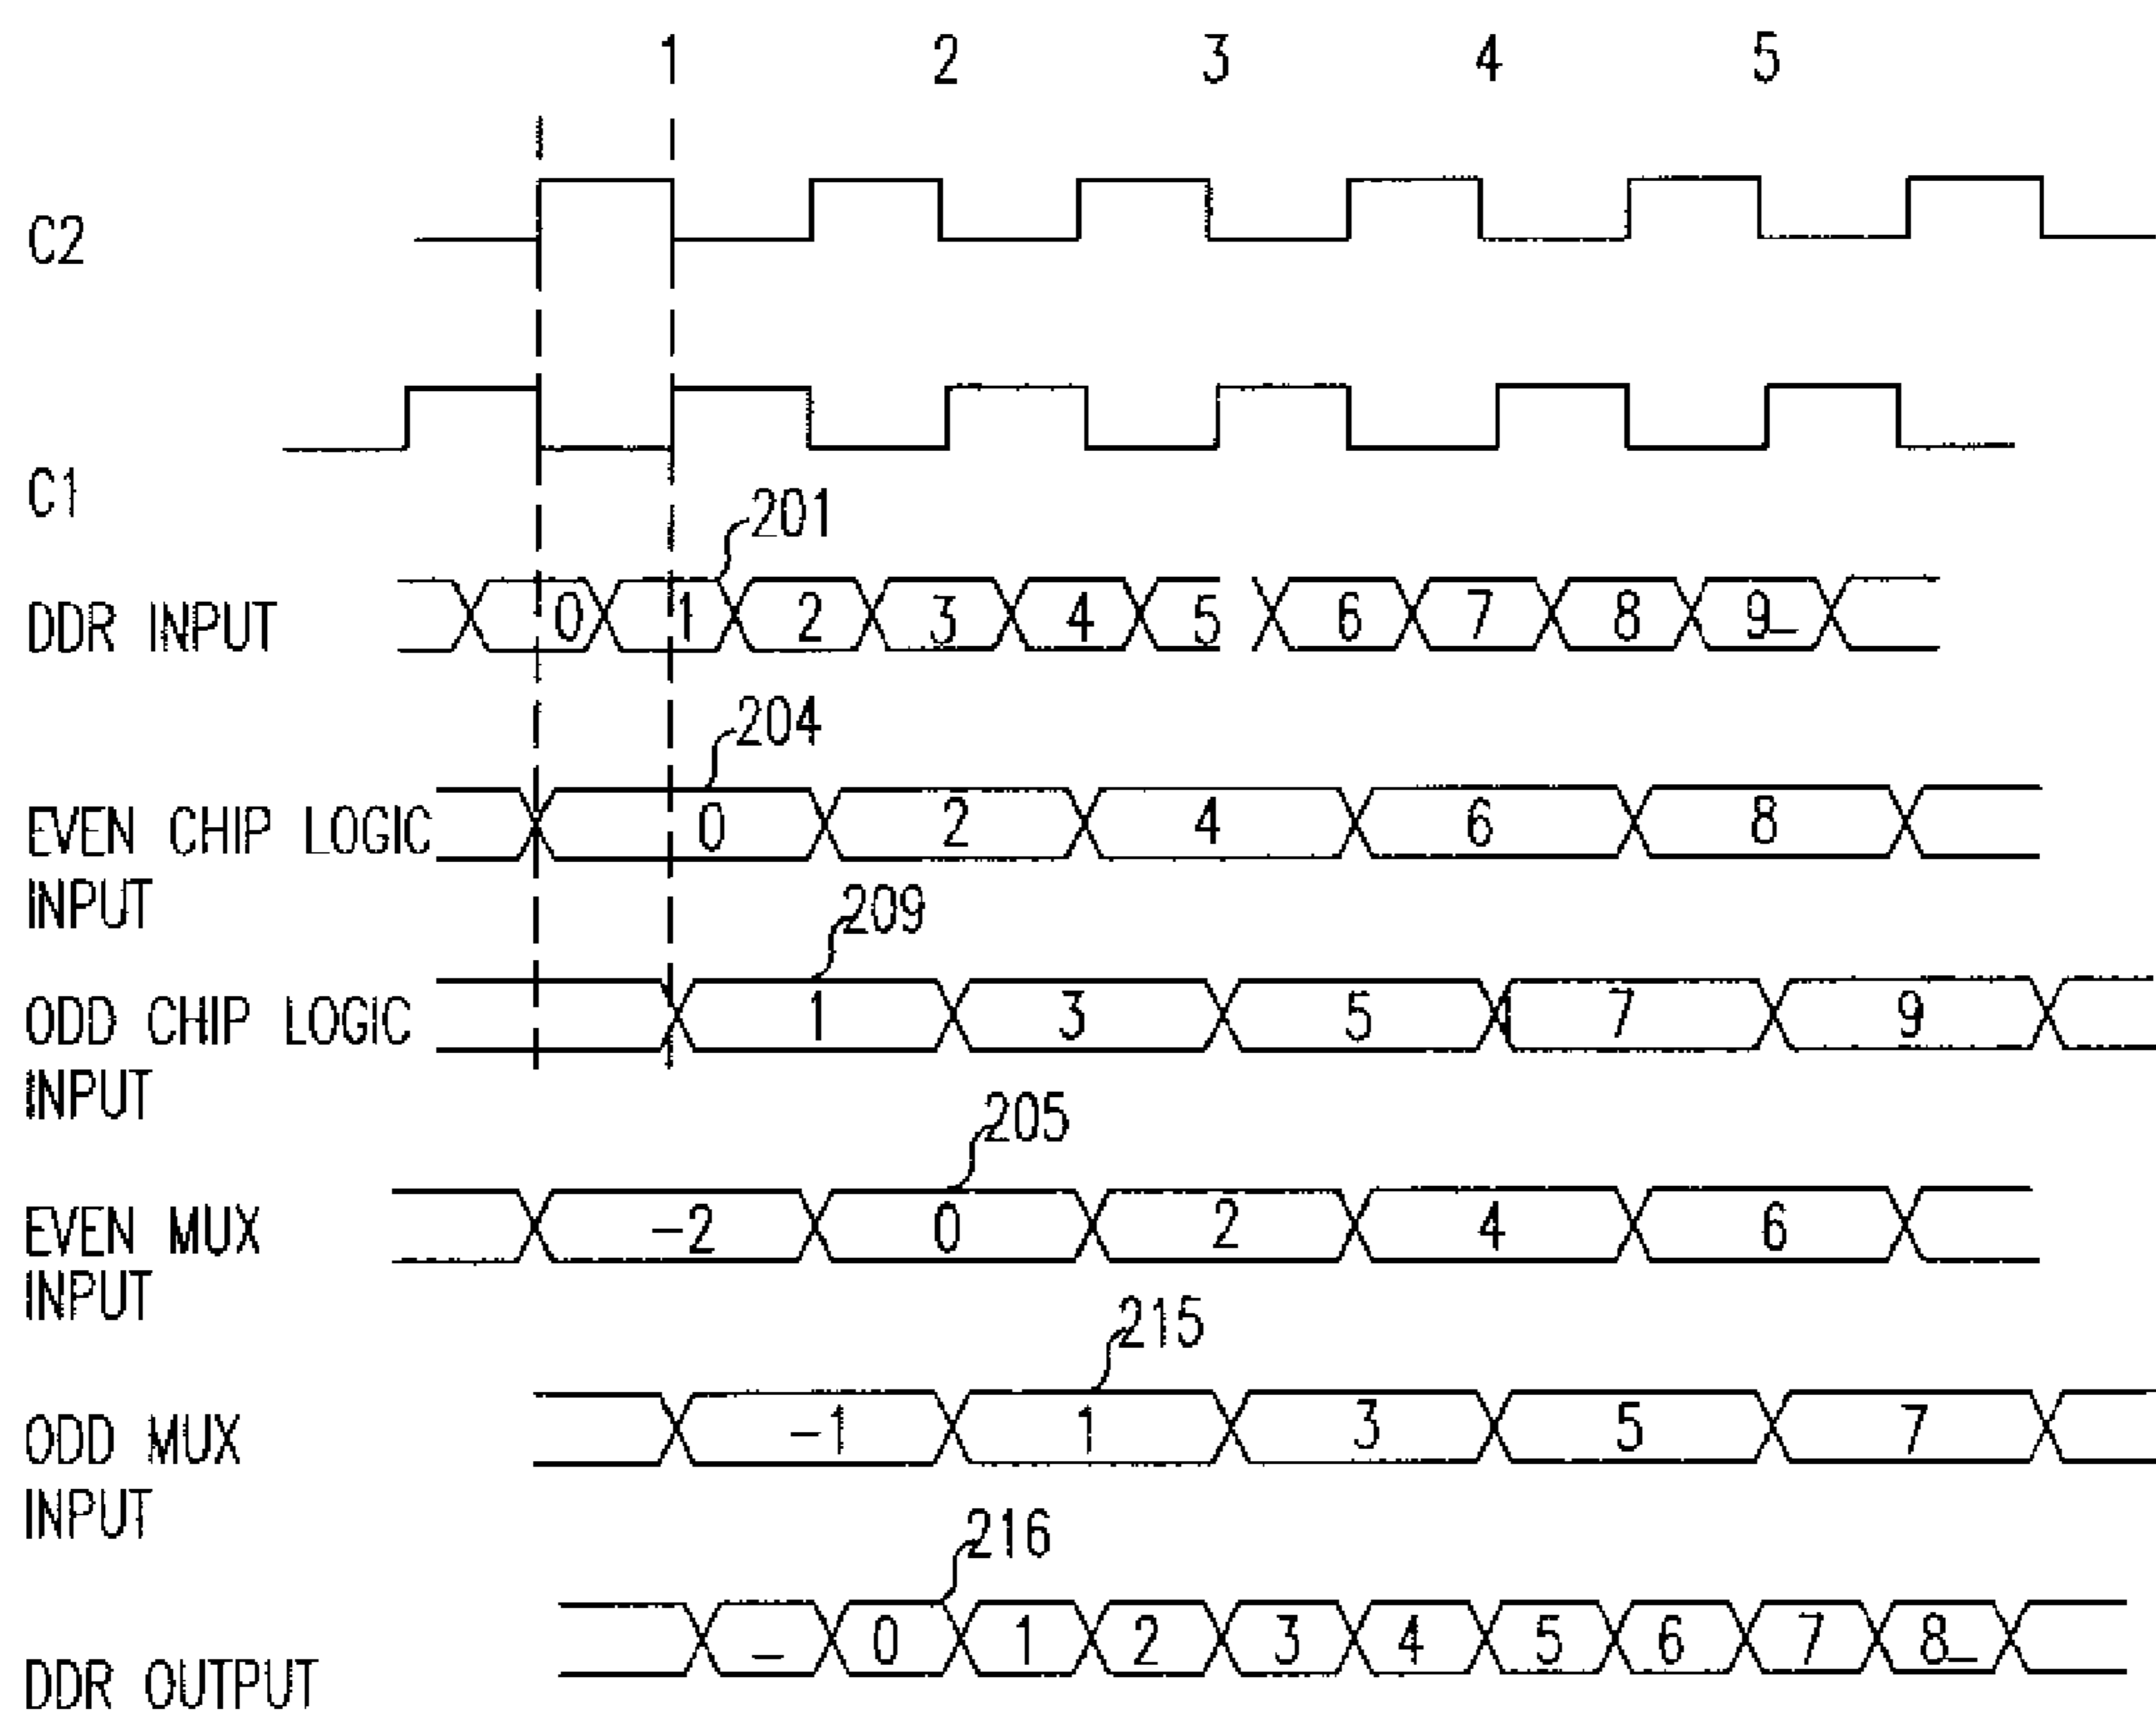 1 2 3 4 5
C2
C1
201
DDR INPUT 0 1 2 3 4 5 6 7 8 9_
204
EVEN CHIP LOGIC INPUT 0 2 4 6 8
209
ODD CHIP LOGIC INPUT 1 3 5 7 9
205
EVEN MUX INPUT -2 0 2 4 6
215
ODD MUX INPUT -1 1 3 5 7
216
DDR OUTPUT _ 0 1 2 3 4 5 6 7 8_